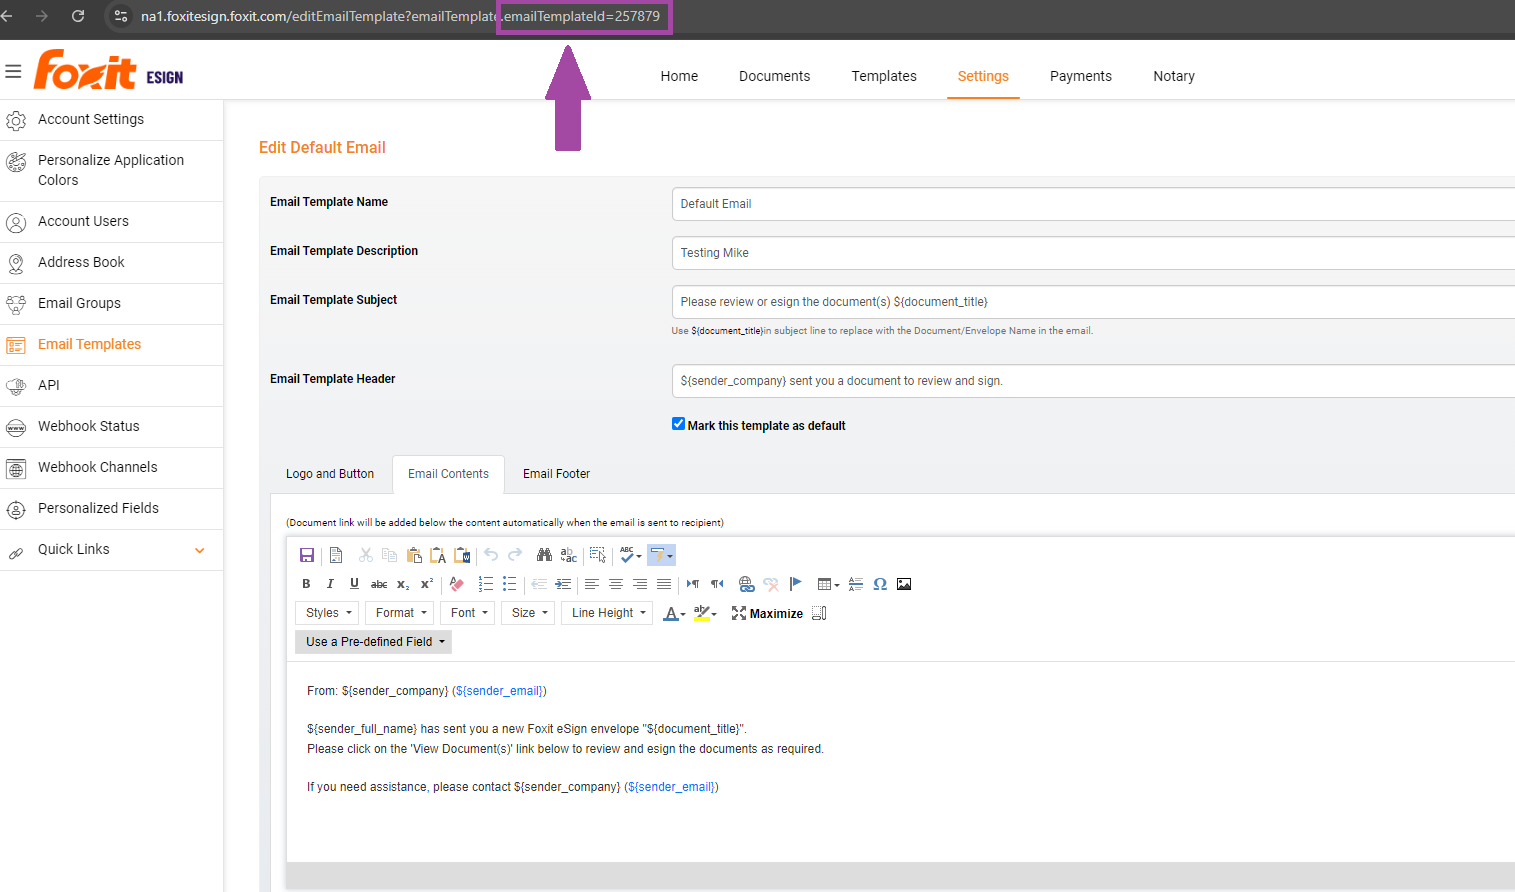 na1.foxitesign.foxit.com/editEmailTemplate?emailTemplate.emailTemplateId=257879
foxit ESIGN
Home Documents Templates Settings Payments Notary
Account Settings
Personalize Application
Colors
Account Users
Address Book
Email Groups
Email Templates
API
Webhook Status
Webhook Channels
Personalized Fields
Quick Links
Edit Default Email
Email Template Name Default Email
Email Template Description Testing Mike
Email Template Subject Please review or esign the document(s) ${document_title}
Use ${document_title}in subject line to replace with the Document/Envelope Name in the email.
Email Template Header ${sender_company} sent you a document to review and sign.
Mark this template as default
Logo and Button Email Contents Email Footer
(Document link will be added below the content automatically when the email is sent to recipient)
Styles Format Font Size Line Height Maximize
Use a Pre-defined Field
From: ${sender_company} (${sender_email})
${sender_full_name} has sent you a new Foxit eSign envelope "${document_title}".
Please click on the 'View Document(s)' link below to review and esign the documents as required.
If you need assistance, please contact ${sender_company} (${sender_email})